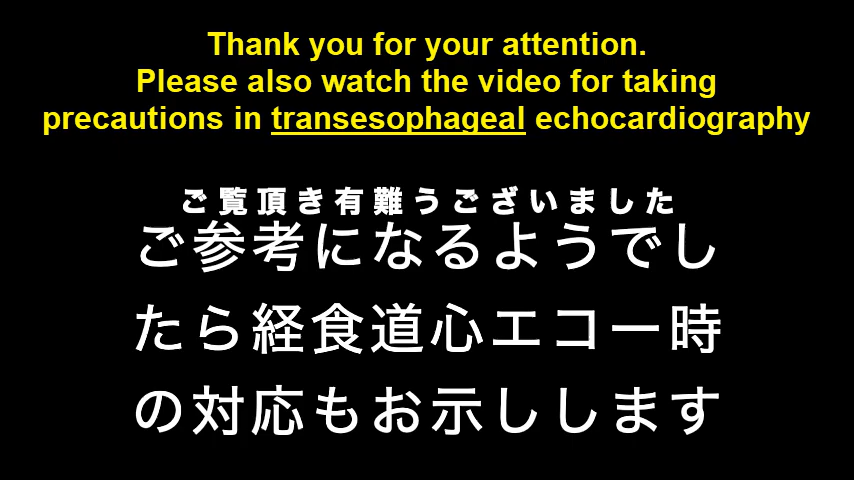 Thank you for your attention.
Please also watch the video for taking
precautions in transesophageal echocardiography
ご覧頂き有難うございました
ご参考になるようでし
たら経食道心エコー時
の対応もお示しします